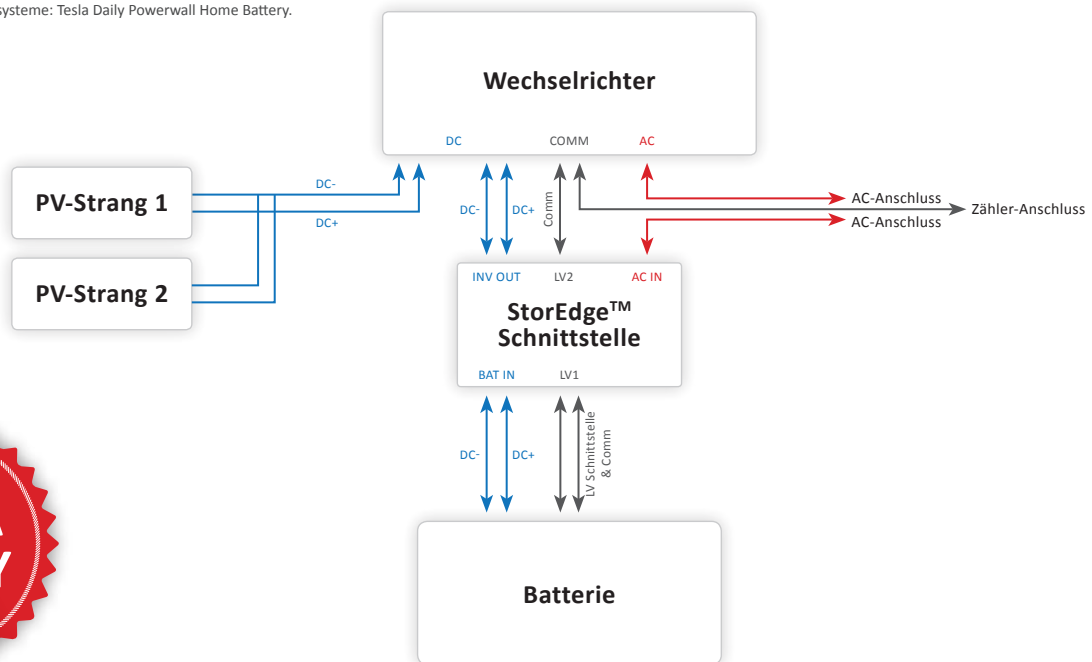 systeme: Tesla Daily Powerwall Home Battery.
Wechselrichter
DC
COMM
AC
PV-Strang 1
DC-
DC+
PV-Strang 2
DC-
DC+
Comm
AC-Anschluss
Zähler-Anschluss
AC-Anschluss
INV OUT
LV2
AC IN
StorEdge™
Schnittstelle
BAT IN
LV1
DC-
DC+
LV Schnittstelle
& Comm
Batterie